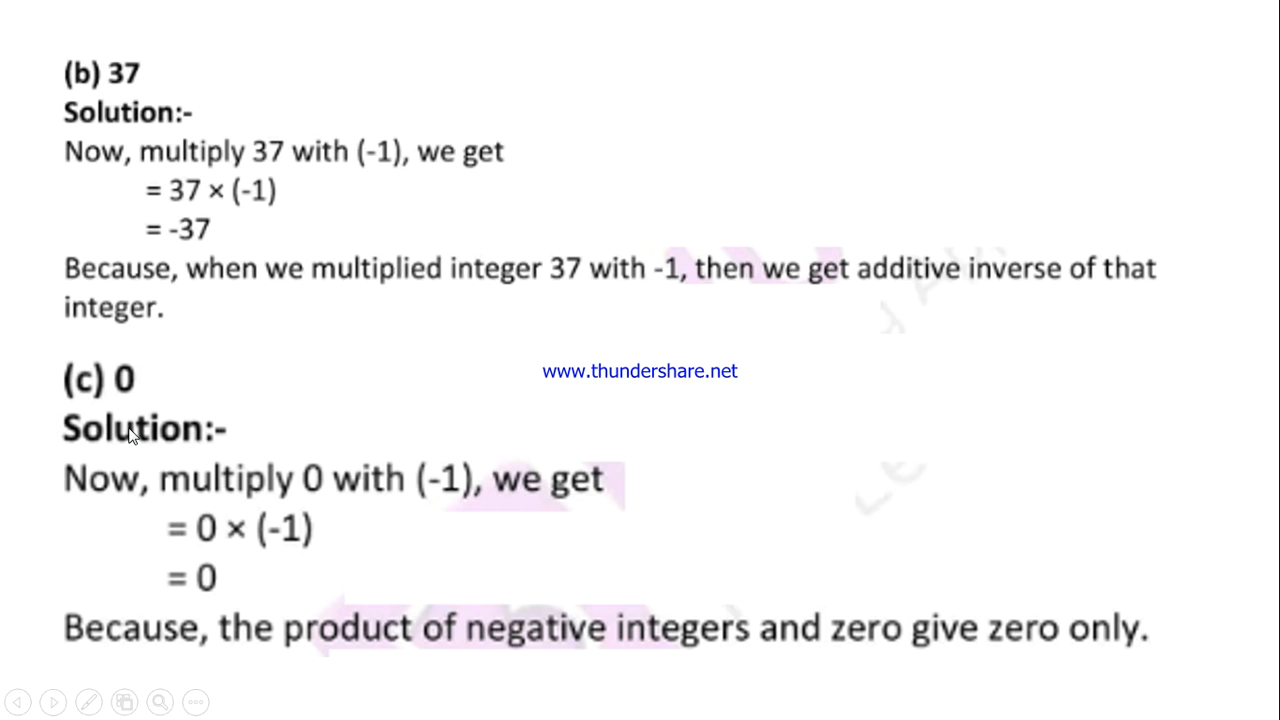 (b) 37
Solution:-
Now, multiply 37 with (-1), we get
= 37 × (-1)
= -37
Because, when we multiplied integer 37 with -1, then we get additive inverse of that
integer.
(c) 0
www.thundershare.net
Solution:-
Now, multiply 0 with (-1), we get
= 0 × (-1)
= 0
Because, the product of negative integers and zero give zero only.